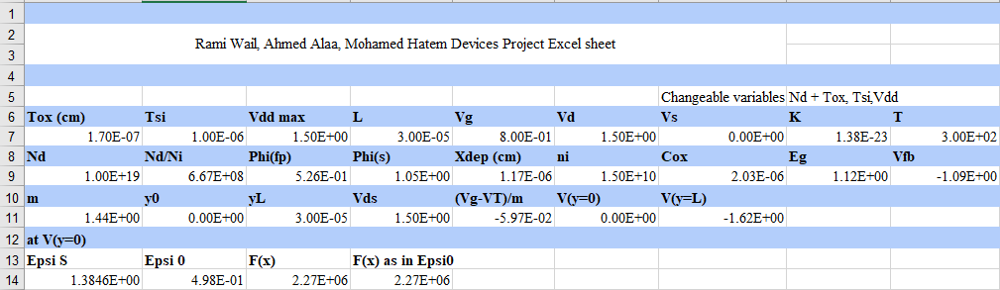 1
2
Rami Wail, Ahmed Alaa, Mohamed Hatem Devices Project Excel sheet
3
4
5 Changeable variables Nd + Tox, Tsi,Vdd
6 Tox (cm) Tsi Vdd max L Vg Vd Vs K T
7 1.70E-07 1.00E-06 1.50E+00 3.00E-05 8.00E-01 1.50E+00 0.00E+00 1.38E-23 3.00E+02
8 Nd Nd/Ni Phi(fp) Phi(s) Xdep (cm) ni Cox Eg Vfb
9 1.00E+19 6.67E+08 5.26E-01 1.05E+00 1.17E-06 1.50E+10 2.03E-06 1.12E+00 -1.09E+00
10 m y0 yL Vds (Vg-VT)/m V(y=0) V(y=L)
11 1.44E+00 0.00E+00 3.00E-05 1.50E+00 -5.97E-02 0.00E+00 -1.62E+00
12 at V(y=0)
13 Epsi S Epsi 0 F(x) F(x) as in Epsi0
14 1.3846E+00 4.98E-01 2.27E+06 2.27E+06